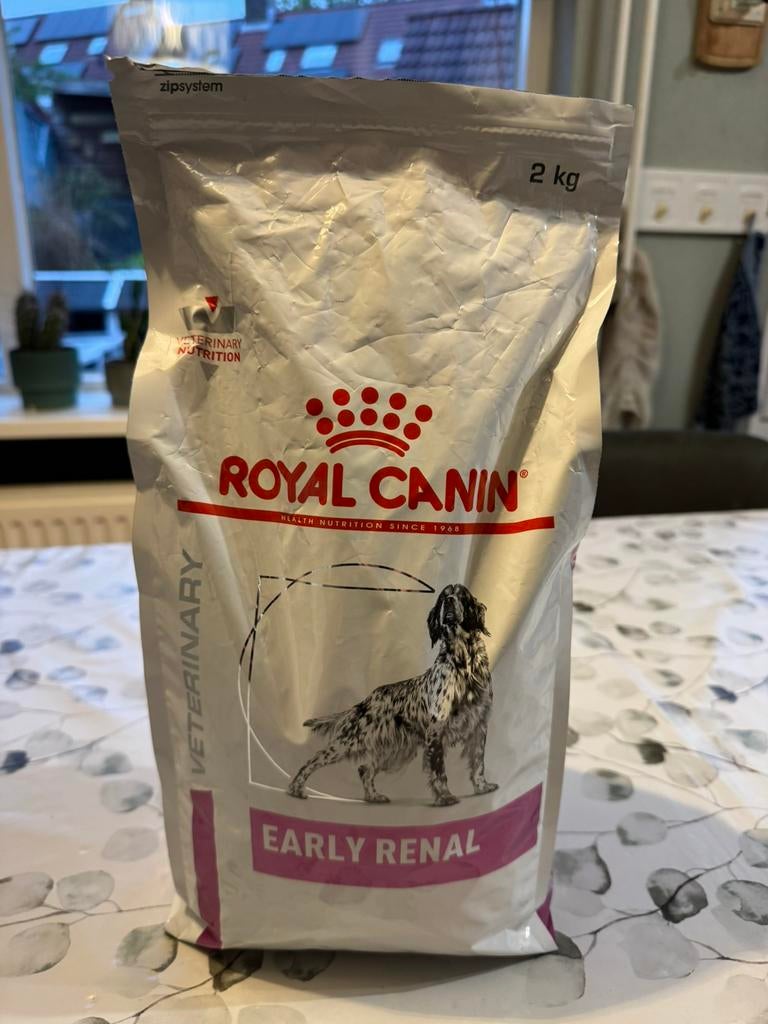 zipsystem
2 kg
VETERINARY
NUTRITION
ROYAL CANIN®
HEALTH NUTRITION SINCE 1968
VETERINARY
EARLY RENAL